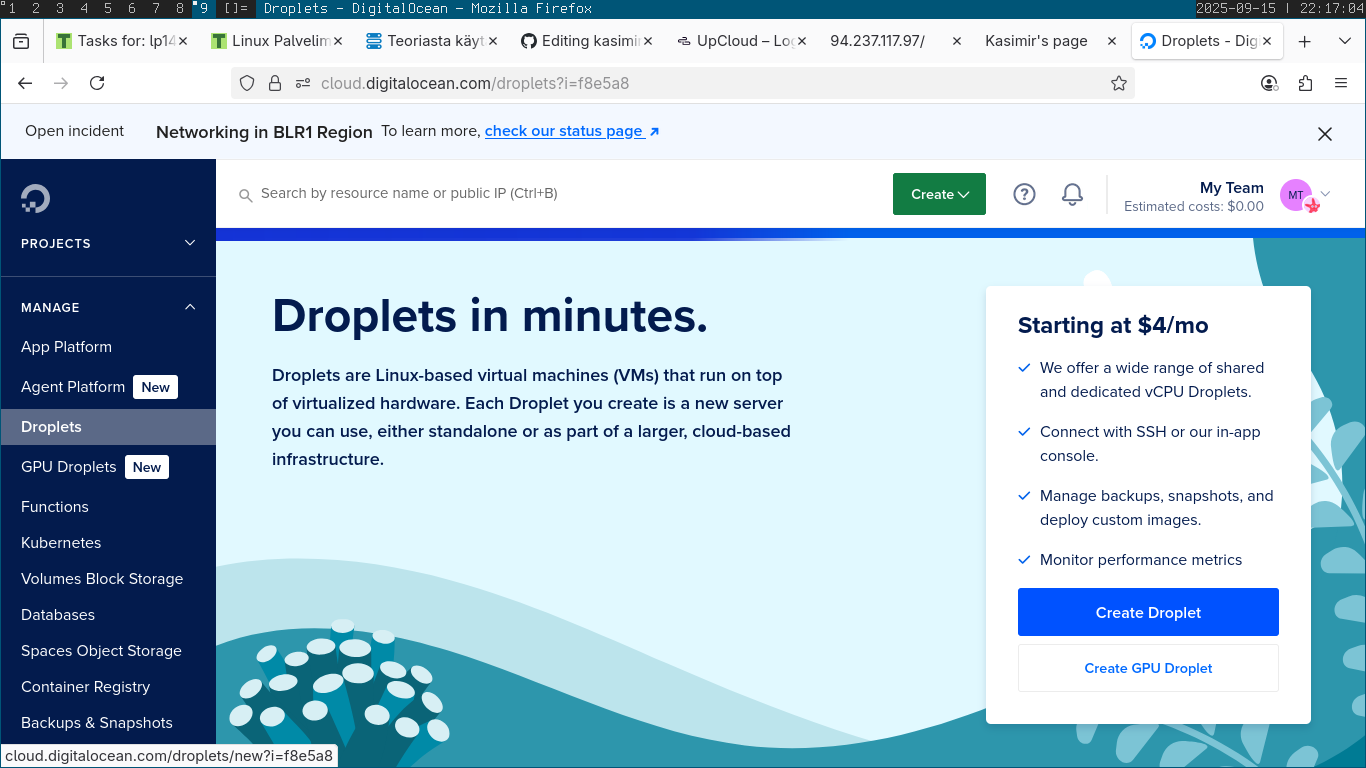 1 2 3 4 5 6 7 8 9 []= Droplets - DigitalOcean — Mozilla Firefox 2025-09-15 | 22:17:04
Tasks for: lp14 Linux Palvelim Teoriasta käyt Editing kasimir UpCloud – Log 94.237.117.97/ Kasimir's page Droplets - Dig
cloud.digitalocean.com/droplets?i=f8e5a8
Open incident Networking in BLR1 Region To learn more, check our status page
Search by resource name or public IP (Ctrl+B)
Create
My Team
Estimated costs: $0.00
MT
PROJECTS
MANAGE
App Platform
Agent Platform New
Droplets
GPU Droplets New
Functions
Kubernetes
Volumes Block Storage
Databases
Spaces Object Storage
Container Registry
Backups & Snapshots
Droplets in minutes.
Droplets are Linux-based virtual machines (VMs) that run on top
of virtualized hardware. Each Droplet you create is a new server
you can use, either standalone or as part of a larger, cloud-based
infrastructure.
Starting at $4/mo
We offer a wide range of shared
and dedicated vCPU Droplets.
Connect with SSH or our in-app
console.
Manage backups, snapshots, and
deploy custom images.
Monitor performance metrics
Create Droplet
Create GPU Droplet
cloud.digitalocean.com/droplets/new?i=f8e5a8